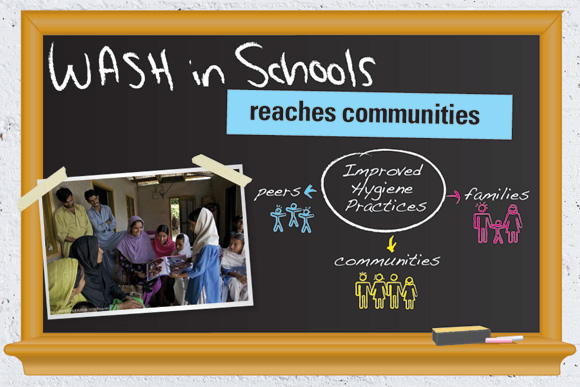 WASH in Schools
reaches communities
Improved
Hygiene
Practices
peers
families
communities